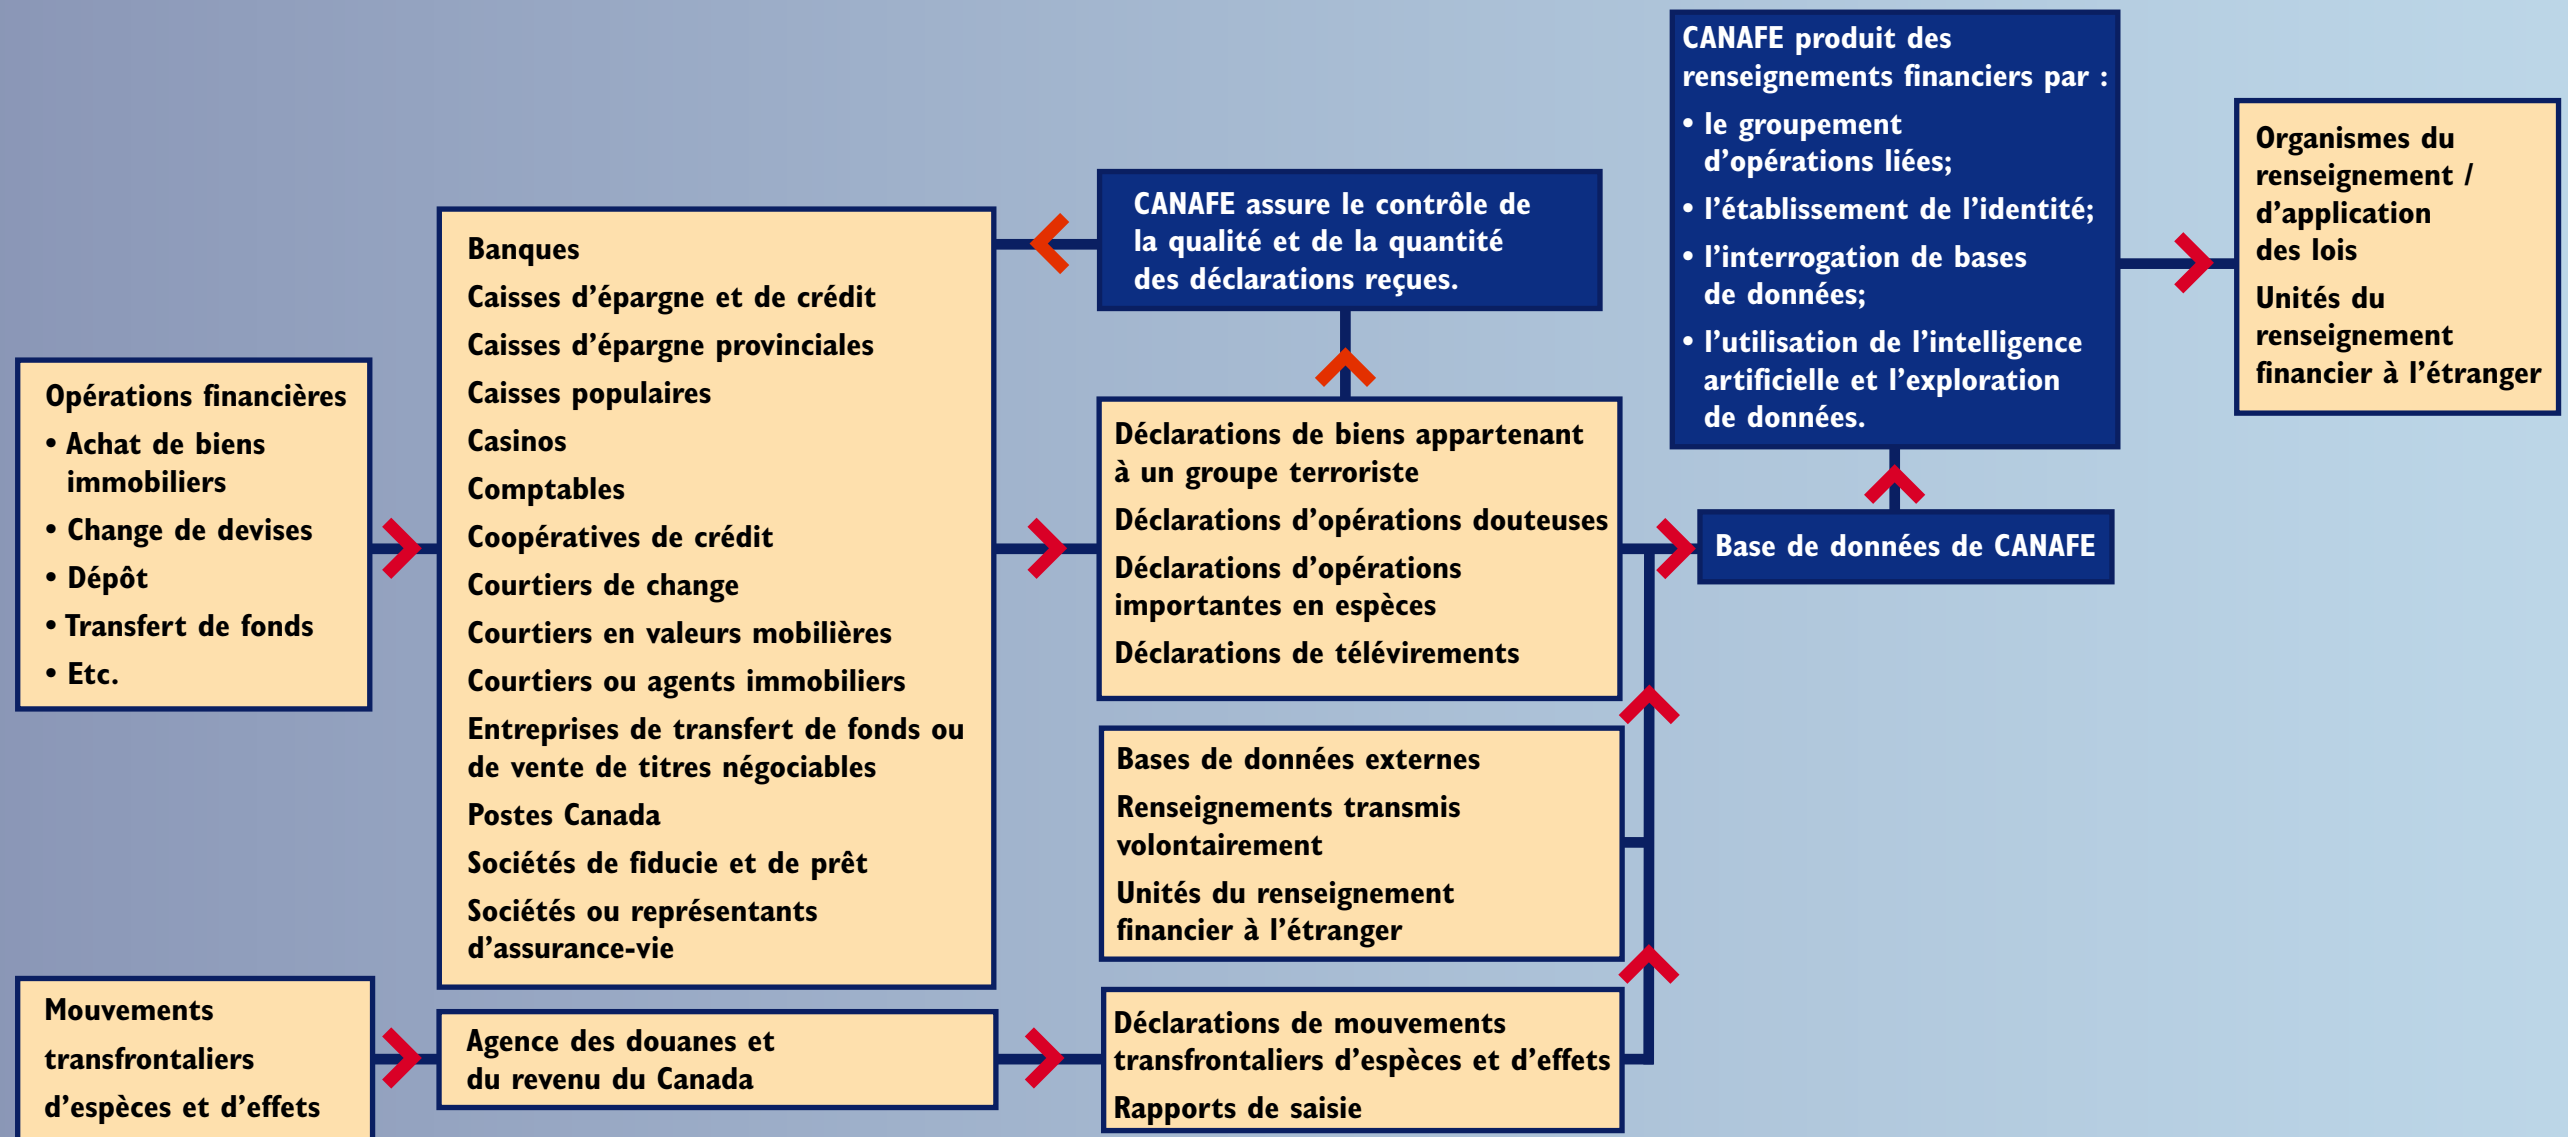 Opérations financières
• Achat de biens
immobiliers
• Change de devises
• Dépôt
• Transfert de fonds
• Etc.
Mouvements
transfrontaliers
d’espèces et d’effets
Banques
Caisses d’épargne et de crédit
Caisses d’épargne provinciales
Caisses populaires
Casinos
Comptables
Coopératives de crédit
Courtiers de change
Courtiers en valeurs mobilières
Courtiers ou agents immobiliers
Entreprises de transfert de fonds ou
de vente de titres négociables
Postes Canada
Sociétés de fiducie et de prêt
Sociétés ou représentants
d’assurance-vie
Agence des douanes et
du revenu du Canada
CANAFE assure le contrôle de
la qualité et de la quantité
des déclarations reçues.
Déclarations de biens appartenant
à un groupe terroriste
Déclarations d’opérations douteuses
Déclarations d’opérations
importantes en espèces
Déclarations de télévirements
Bases de données externes
Renseignements transmis
volontairement
Unités du renseignement
financier à l’étranger
Déclarations de mouvements
transfrontaliers d’espèces et d’effets
Rapports de saisie
CANAFE produit des
renseignements financiers par :
• le groupement
d’opérations liées;
• l’établissement de l’identité;
• l’interrogation de bases
de données;
• l’utilisation de l’intelligence
artificielle et l’exploration
de données.
Base de données de CANAFE
Organismes du
renseignement /
d’application
des lois
Unités du
renseignement
financier à l’étranger